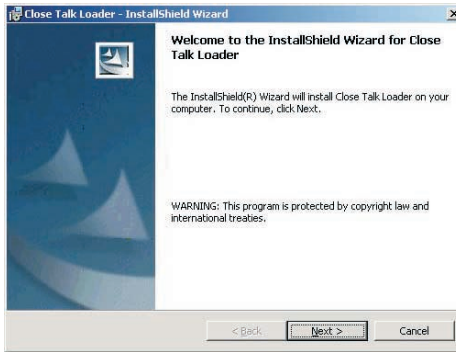 Close Talk Loader - InstallShield Wizard
Welcome to the InstallShield Wizard for Close
Talk Loader
The InstallShield(R) Wizard will install Close Talk Loader on your
computer. To continue, click Next.
WARNING: This program is protected by copyright law and
international treaties.
< Back
Next >
Cancel